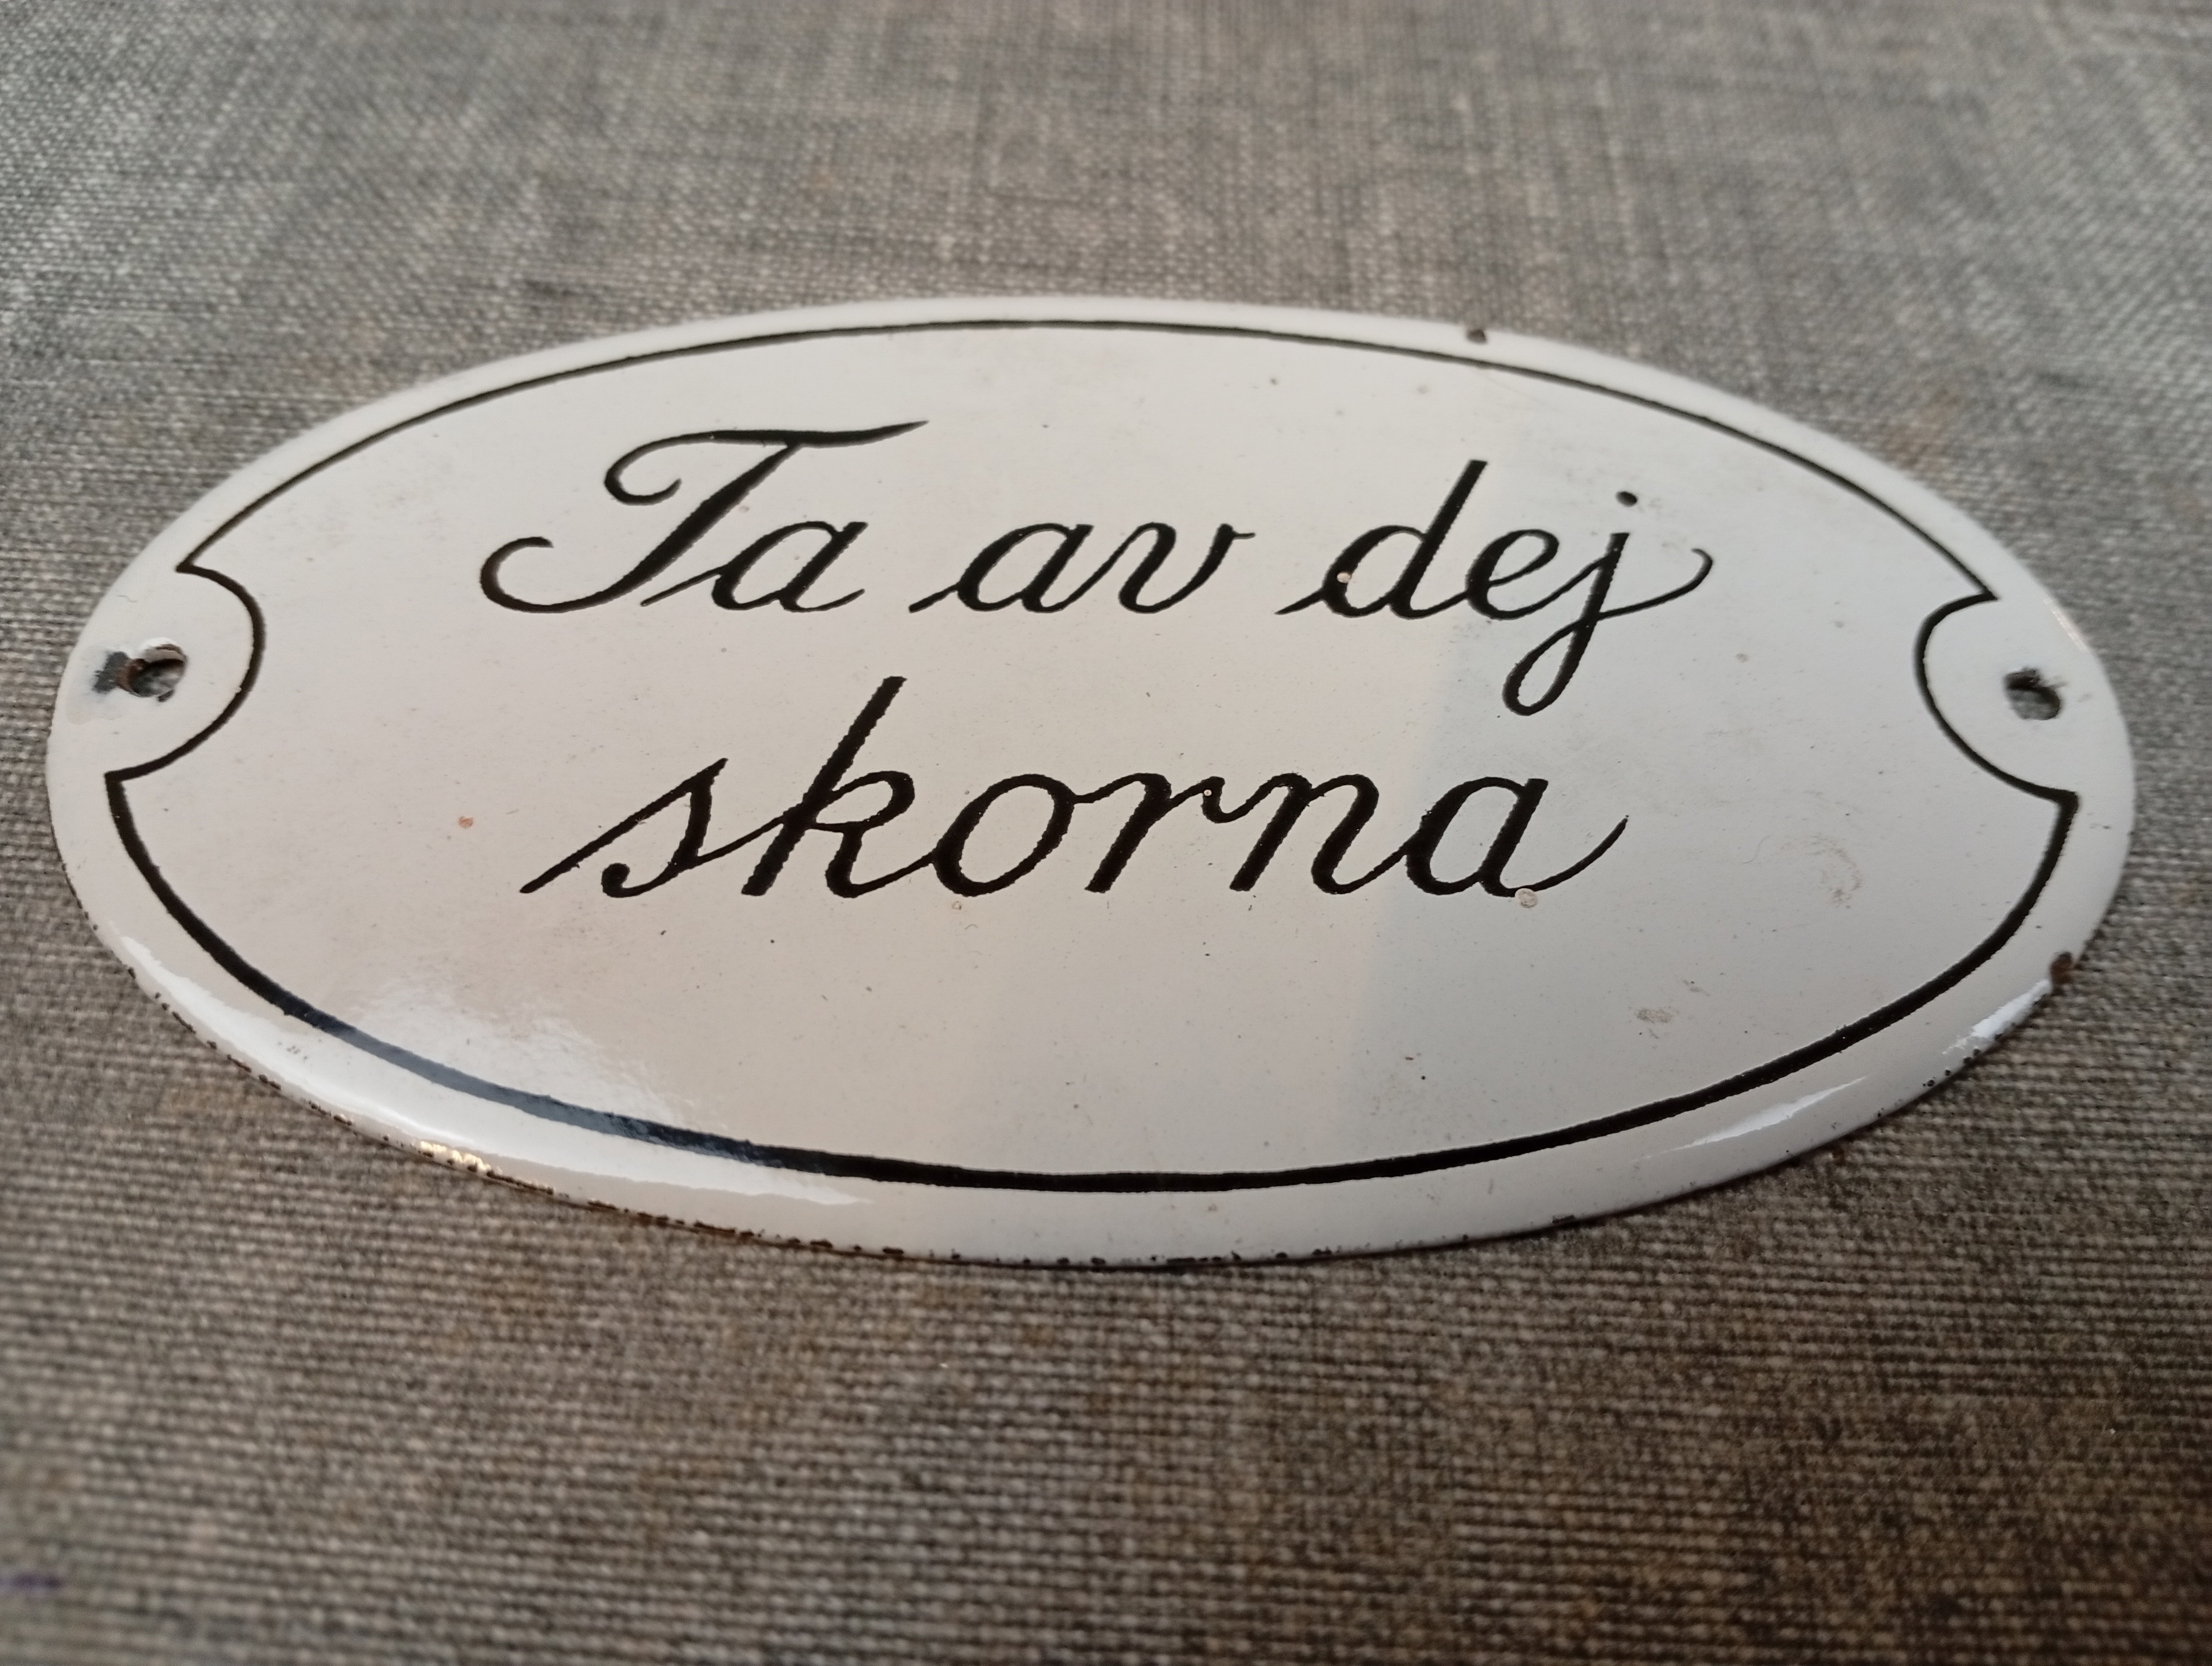 Ta av dej
skorna